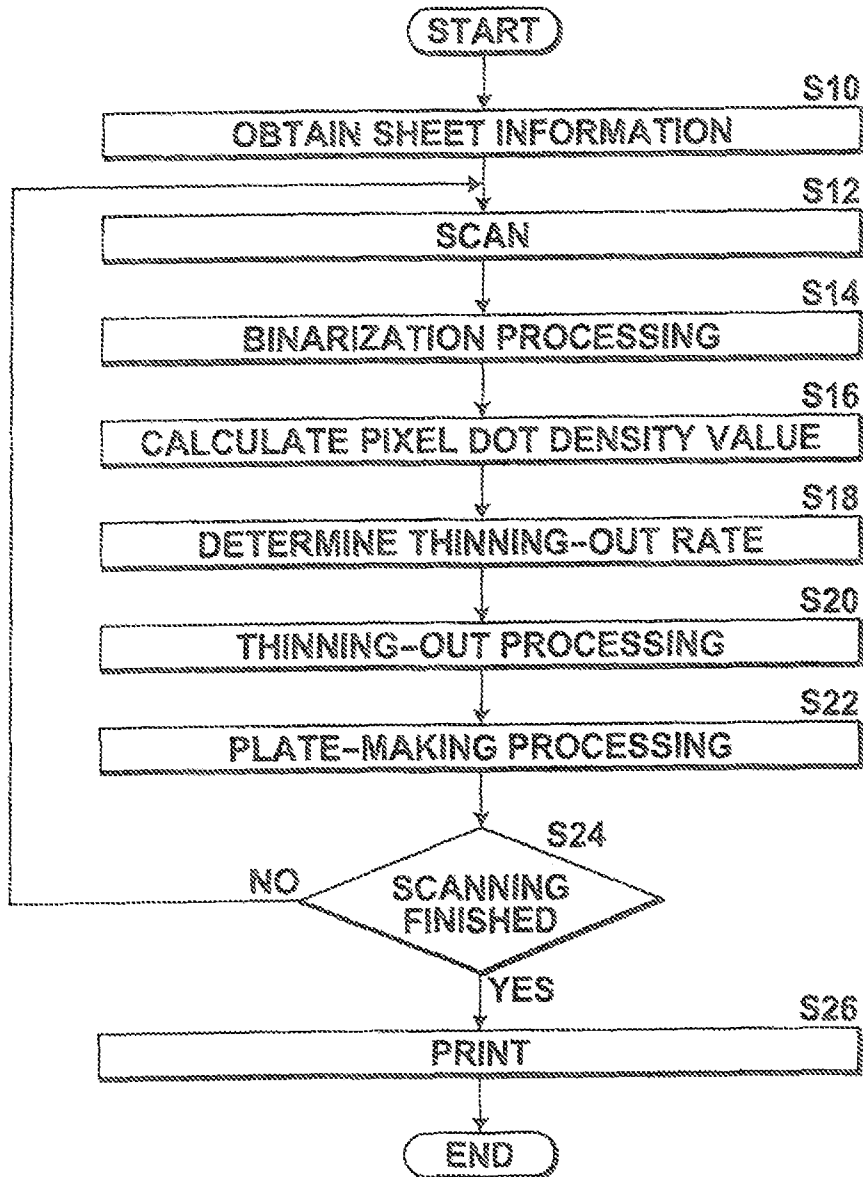 START
S10
OBTAIN SHEET INFORMATION
S12
SCAN
S14
BINARIZATION PROCESSING
S16
CALCULATE PIXEL DOT DENSITY VALUE
S18
DETERMINE THINNING-OUT RATE
S20
THINNING-OUT PROCESSING
S22
PLATE-MAKING PROCESSING
S24
NO
SCANNING
FINISHED
YES
S26
PRINT
END